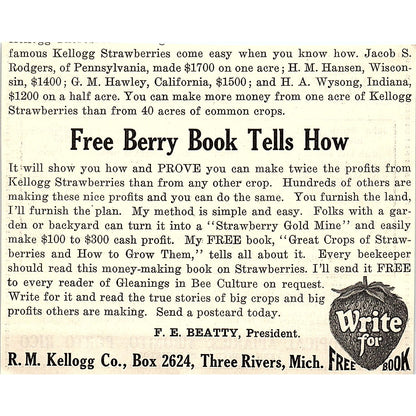 famous Kellogg Strawberries come easy when you know how. Jacob S.
Rodgers, of Pennsylvania, made $1700 on one acre; H. M. Hansen, Wiscon-
sin, $1400; G. M. Hawley, California, $1500; and H. A. Wysong, Indiana,
$1200 on a half acre. You can make more money from one acre of Kellogg
Strawberries than from 40 acres of common crops.
Free Berry Book Tells How
It will show you how and PROVE you can make twice the profits from
Kellogg Strawberries than from any other crop. Hundreds of others are
making these nice profits and you can do the same. You furnish the land,
I'll furnish the plan. My method is simple and easy. Folks with a gar-
den or backyard can turn it into a "Strawberry Gold Mine" and easily
make $100 to $300 cash profit. My FREE book, "Great Crops of Straw-
berries and How to Grow Them," tells all about it. Every beekeeper
should read this money-making book on Strawberries. I'll send it FREE
to every reader of Gleanings in Bee Culture on request.
Write for it and read the true stories of big crops and big
profits others are making. Send a postcard today.
F. E. BEATTY, President.
R. M. Kellogg Co., Box 2624, Three Rivers, Mich.
Write
for
FREE BOOK